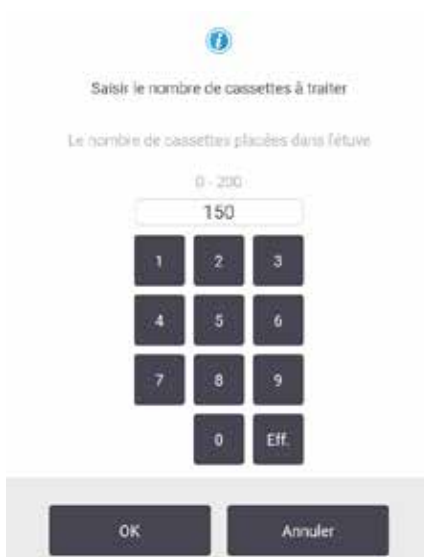 Saisir le nombre de cassettes à traiter
Le nombre de cassettes placées dans l'étuve
0 - 200
150
1 2 3
4 5 6
7 8 9
0 Eff.
OK Annuler